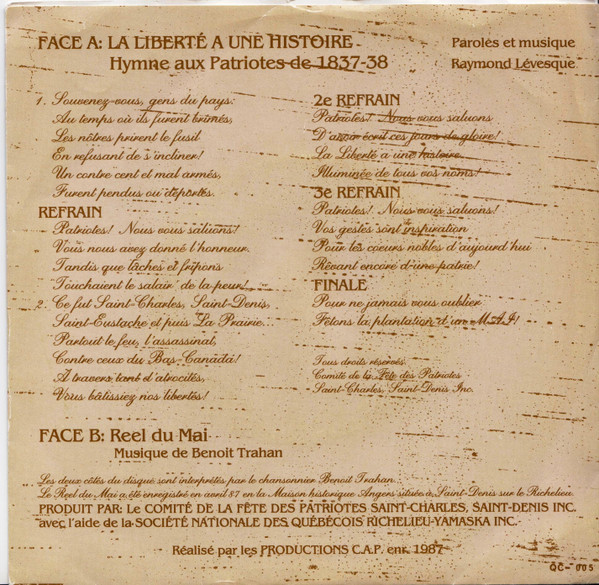 FACE A: LA LIBERTÉ A UNE HISTOIRE
Hymne aux Patriotes de 1837-38
Paroles et musique
Raymond Lévesque
1. Souvenez-vous, gens du pays:
Au temps où ils furent brimés,
Les nôtres prirent le fusil
En refusant de s'incliner!
Un contre cent et mal armés,
Furent pendus ou déportés.
REFRAIN
Patriotes! Nous vous saluons!
Vous nous avez donné l'honneur.
Tandis que lâches et fripons
Touchaient le salair' de la peur!
2. Ce fut Saint-Charles, Saint-Denis,
Saint-Eustache et puis La Prairie...
Partout le feu, l'assassinat,
Contre ceux du Bas-Canada!
À travers tant d'atrocités,
Vous bâtissiez nos libertés!
2e REFRAIN
Patriotes! Nous vous saluons
D'avoir écrit ces jours de gloire!
La Liberté a une histoire
Illuminée de tous vos noms!
3e REFRAIN
Patriotes! Nous vous saluons!
Vos gestes sont inspiration
Pour les coeurs nobles d'aujourd'hui
Rêvant encore d'une patrie!
FINALE
Pour ne jamais vous oublier
Fêtons la plantation d'un MAI!
Tous droits réservés
Comité de la Fête des Patriotes
Saint-Charles, Saint-Denis Inc.
FACE B: Reel du Mai
Musique de Benoit Trahan
Les deux côtés du disque sont interprétés par le chansonnier Benoit Trahan.
Le Reel du Mai a été enregistré en avril 87 en la Maison historique Angers située à Saint-Denis sur le Richelieu.
PRODUIT PAR: Le COMITÉ DE LA FÊTE DES PATRIOTES SAINT-CHARLES, SAINT-DENIS INC.
avec l'aide de la SOCIÉTÉ NATIONALE DES QUÉBÉCOIS RICHELIEU-YAMASKA INC.
Réalisé par les PRODUCTIONS C.A.P. enr. 1987
QC-005